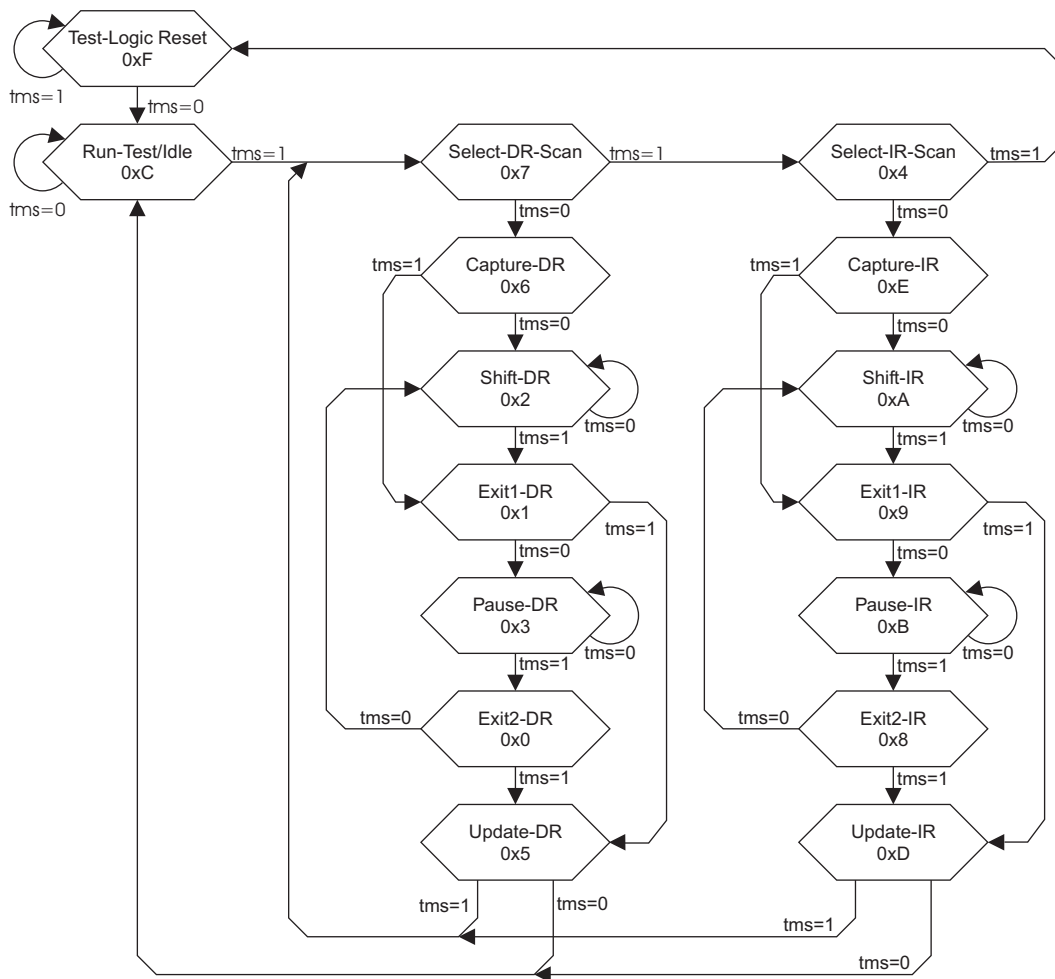 Test-Logic Reset
0xF
tms=1
tms=0
Run-Test/Idle
0xC
tms=1
tms=0
Select-DR-Scan
0x7
tms=1
Select-IR-Scan
0x4
tms=1
tms=0
tms=0
tms=1
Capture-DR
0x6
tms=1
Capture-IR
0xE
tms=0
tms=0
Shift-DR
0x2
tms=0
Shift-IR
0xA
tms=0
tms=1
tms=1
Exit1-DR
0x1
tms=1
Exit1-IR
0x9
tms=1
tms=0
tms=0
Pause-DR
0x3
tms=0
Pause-IR
0xB
tms=0
tms=1
tms=1
tms=0
Exit2-DR
0x0
tms=0
Exit2-IR
0x8
tms=1
tms=1
Update-DR
0x5
Update-IR
0xD
tms=1
tms=0
tms=1
tms=0